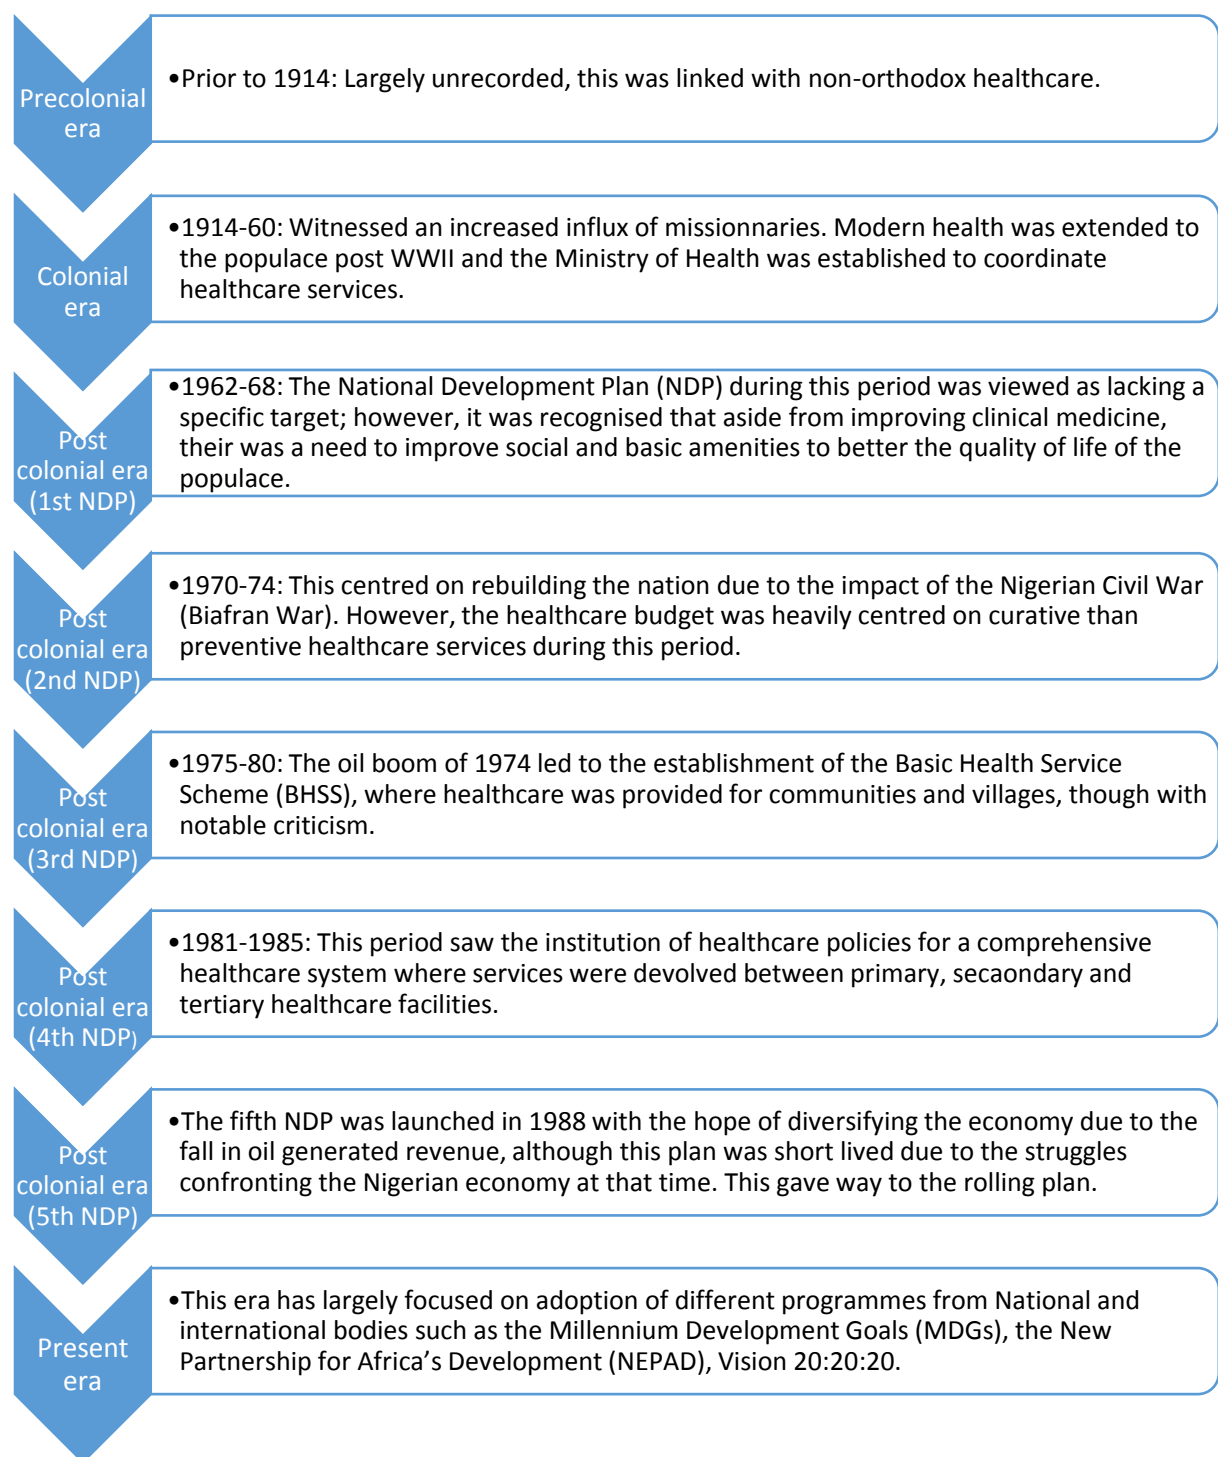 Precolonial
era
•Prior to 1914: Largely unrecorded, this was linked with non-orthodox healthcare.
Colonial
era
•1914-60: Witnessed an increased influx of missionnaries. Modern health was extended to
the populace post WWII and the Ministry of Health was established to coordinate
healthcare services.
Post
colonial era
(1st NDP)
•1962-68: The National Development Plan (NDP) during this period was viewed as lacking a
specific target; however, it was recognised that aside from improving clinical medicine,
their was a need to improve social and basic amenities to better the quality of life of the
populace.
Post
colonial era
(2nd NDP)
•1970-74: This centred on rebuilding the nation due to the impact of the Nigerian Civil War
(Biafran War). However, the healthcare budget was heavily centred on curative than
preventive healthcare services during this period.
Post
colonial era
(3rd NDP)
•1975-80: The oil boom of 1974 led to the establishment of the Basic Health Service
Scheme (BHSS), where healthcare was provided for communities and villages, though with
notable criticism.
Post
colonial era
(4th NDP)
•1981-1985: This period saw the institution of healthcare policies for a comprehensive
healthcare system where services were devolved between primary, secaondary and
tertiary healthcare facilities.
Post
colonial era
(5th NDP)
•The fifth NDP was launched in 1988 with the hope of diversifying the economy due to the
fall in oil generated revenue, although this plan was short lived due to the struggles
confronting the Nigerian economy at that time. This gave way to the rolling plan.
Present
era
•This era has largely focused on adoption of different programmes from National and
international bodies such as the Millennium Development Goals (MDGs), the New
Partnership for Africa’s Development (NEPAD), Vision 20:20:20.